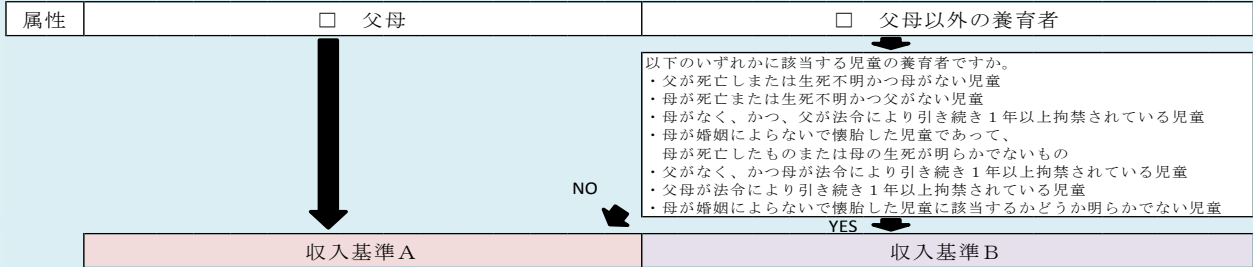 属性 □ 父母 □ 父母以外の養育者
以下のいずれかに該当する児童の養育者ですか。
・父が死亡しまたは生死不明かつ母がない児童
・母が死亡または生死不明かつ父がない児童
・母がなく、かつ、父が法令により引き続き１年以上拘禁されている児童
・母が婚姻によらないで懐胎した児童であって、
母が死亡したものまたは母の生死が明らかでないもの
・父がなく、かつ母が法令により引き続き１年以上拘禁されている児童
・父母が法令により引き続き１年以上拘禁されている児童
・母が婚姻によらないで懐胎した児童に該当するかどうか明らかでない児童
NO
YES
収入基準Ａ 収入基準Ｂ